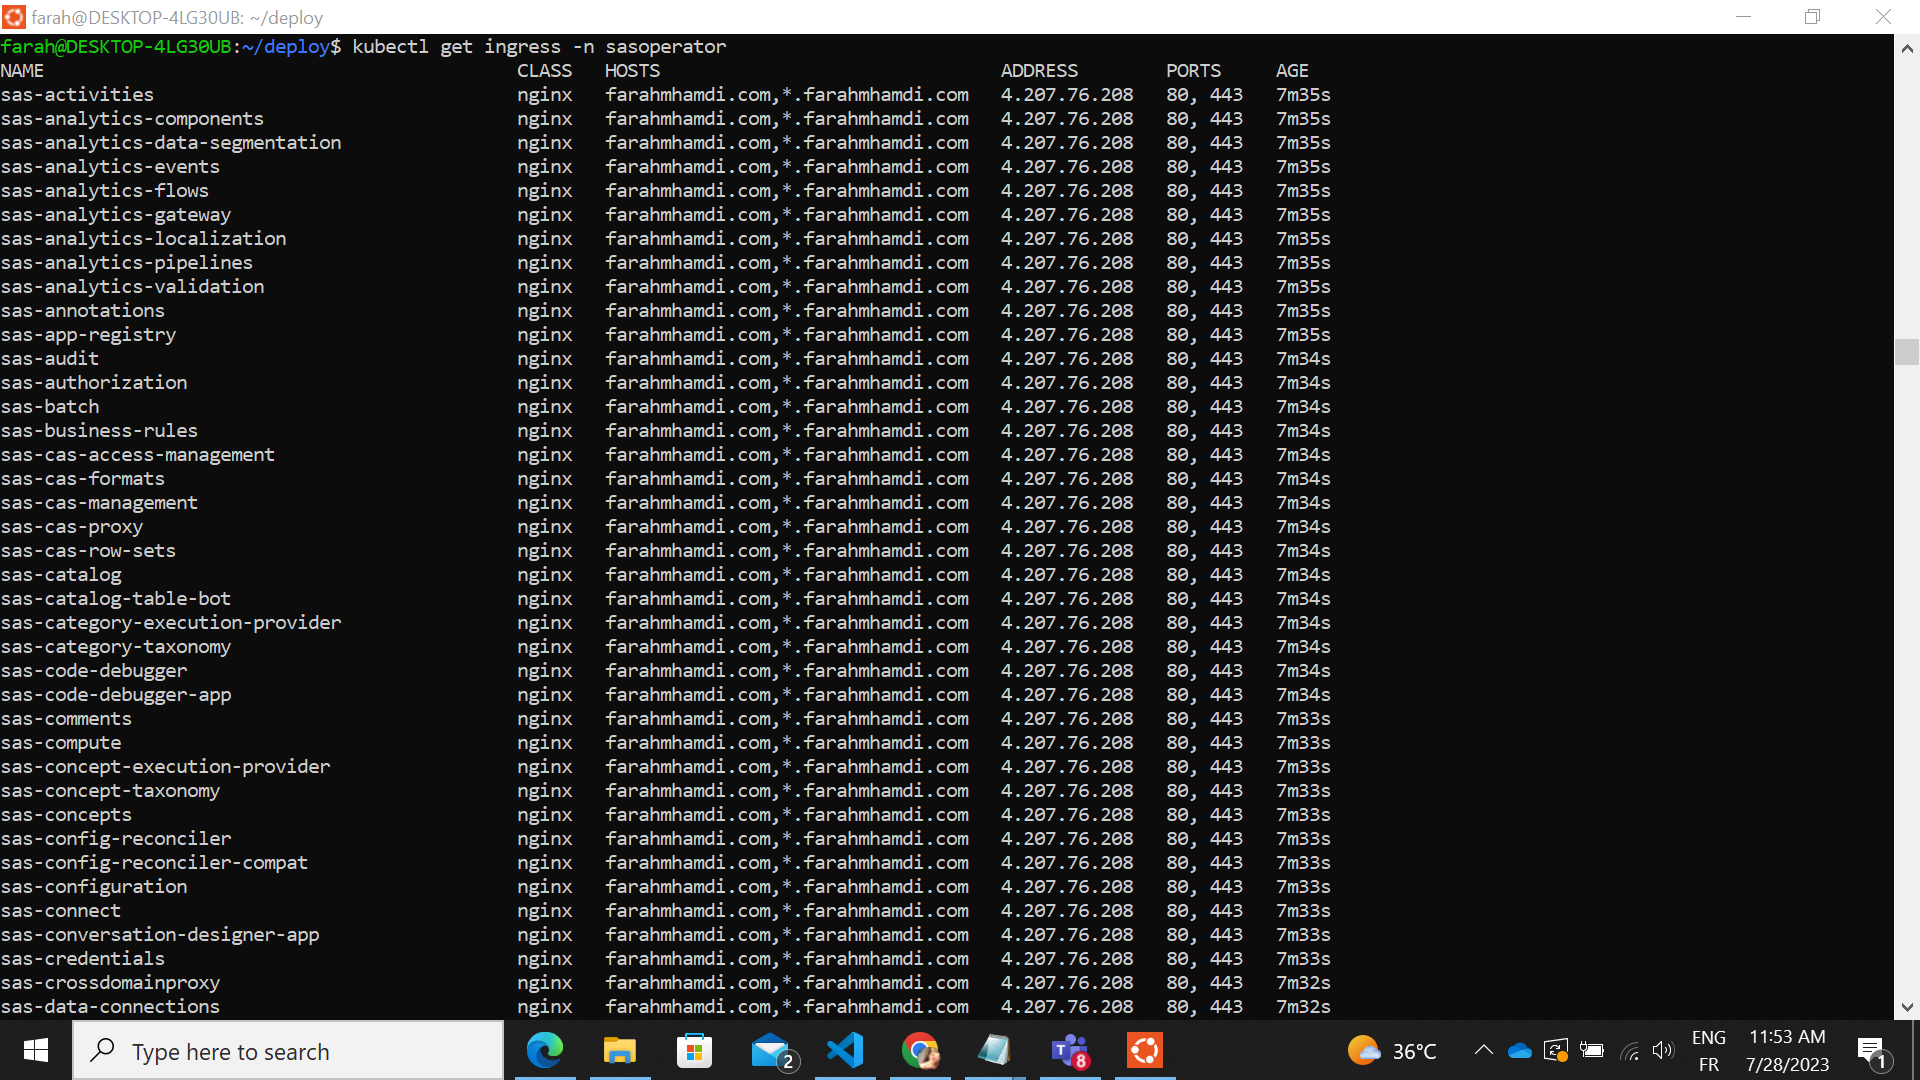 farah@DESKTOP-4LG30UB: ~/deploy
farah@DESKTOP-4LG30UB:~/deploy$ kubectl get ingress -n sasoperator
NAME CLASS HOSTS ADDRESS PORTS AGE
sas-activities nginx farahmhamdi.com,*.farahmhamdi.com 4.207.76.208 80, 443 7m35s
sas-analytics-components nginx farahmhamdi.com,*.farahmhamdi.com 4.207.76.208 80, 443 7m35s
sas-analytics-data-segmentation nginx farahmhamdi.com,*.farahmhamdi.com 4.207.76.208 80, 443 7m35s
sas-analytics-events nginx farahmhamdi.com,*.farahmhamdi.com 4.207.76.208 80, 443 7m35s
sas-analytics-flows nginx farahmhamdi.com,*.farahmhamdi.com 4.207.76.208 80, 443 7m35s
sas-analytics-gateway nginx farahmhamdi.com,*.farahmhamdi.com 4.207.76.208 80, 443 7m35s
sas-analytics-localization nginx farahmhamdi.com,*.farahmhamdi.com 4.207.76.208 80, 443 7m35s
sas-analytics-pipelines nginx farahmhamdi.com,*.farahmhamdi.com 4.207.76.208 80, 443 7m35s
sas-analytics-validation nginx farahmhamdi.com,*.farahmhamdi.com 4.207.76.208 80, 443 7m35s
sas-annotations nginx farahmhamdi.com,*.farahmhamdi.com 4.207.76.208 80, 443 7m35s
sas-app-registry nginx farahmhamdi.com,*.farahmhamdi.com 4.207.76.208 80, 443 7m35s
sas-audit nginx farahmhamdi.com,*.farahmhamdi.com 4.207.76.208 80, 443 7m34s
sas-authorization nginx farahmhamdi.com,*.farahmhamdi.com 4.207.76.208 80, 443 7m34s
sas-batch nginx farahmhamdi.com,*.farahmhamdi.com 4.207.76.208 80, 443 7m34s
sas-business-rules nginx farahmhamdi.com,*.farahmhamdi.com 4.207.76.208 80, 443 7m34s
sas-cas-access-management nginx farahmhamdi.com,*.farahmhamdi.com 4.207.76.208 80, 443 7m34s
sas-cas-formats nginx farahmhamdi.com,*.farahmhamdi.com 4.207.76.208 80, 443 7m34s
sas-cas-management nginx farahmhamdi.com,*.farahmhamdi.com 4.207.76.208 80, 443 7m34s
sas-cas-proxy nginx farahmhamdi.com,*.farahmhamdi.com 4.207.76.208 80, 443 7m34s
sas-cas-row-sets nginx farahmhamdi.com,*.farahmhamdi.com 4.207.76.208 80, 443 7m34s
sas-catalog nginx farahmhamdi.com,*.farahmhamdi.com 4.207.76.208 80, 443 7m34s
sas-catalog-table-bot nginx farahmhamdi.com,*.farahmhamdi.com 4.207.76.208 80, 443 7m34s
sas-category-execution-provider nginx farahmhamdi.com,*.farahmhamdi.com 4.207.76.208 80, 443 7m34s
sas-category-taxonomy nginx farahmhamdi.com,*.farahmhamdi.com 4.207.76.208 80, 443 7m34s
sas-code-debugger nginx farahmhamdi.com,*.farahmhamdi.com 4.207.76.208 80, 443 7m34s
sas-code-debugger-app nginx farahmhamdi.com,*.farahmhamdi.com 4.207.76.208 80, 443 7m34s
sas-comments nginx farahmhamdi.com,*.farahmhamdi.com 4.207.76.208 80, 443 7m33s
sas-compute nginx farahmhamdi.com,*.farahmhamdi.com 4.207.76.208 80, 443 7m33s
sas-concept-execution-provider nginx farahmhamdi.com,*.farahmhamdi.com 4.207.76.208 80, 443 7m33s
sas-concept-taxonomy nginx farahmhamdi.com,*.farahmhamdi.com 4.207.76.208 80, 443 7m33s
sas-concepts nginx farahmhamdi.com,*.farahmhamdi.com 4.207.76.208 80, 443 7m33s
sas-config-reconciler nginx farahmhamdi.com,*.farahmhamdi.com 4.207.76.208 80, 443 7m33s
sas-config-reconciler-compat nginx farahmhamdi.com,*.farahmhamdi.com 4.207.76.208 80, 443 7m33s
sas-configuration nginx farahmhamdi.com,*.farahmhamdi.com 4.207.76.208 80, 443 7m33s
sas-connect nginx farahmhamdi.com,*.farahmhamdi.com 4.207.76.208 80, 443 7m33s
sas-conversation-designer-app nginx farahmhamdi.com,*.farahmhamdi.com 4.207.76.208 80, 443 7m33s
sas-credentials nginx farahmhamdi.com,*.farahmhamdi.com 4.207.76.208 80, 443 7m33s
sas-crossdomainproxy nginx farahmhamdi.com,*.farahmhamdi.com 4.207.76.208 80, 443 7m32s
sas-data-connections nginx farahmhamdi.com,*.farahmhamdi.com 4.207.76.208 80, 443 7m32s
Type here to search
2
T
8
36°C
ENG
FR
11:53 AM
7/28/2023
1